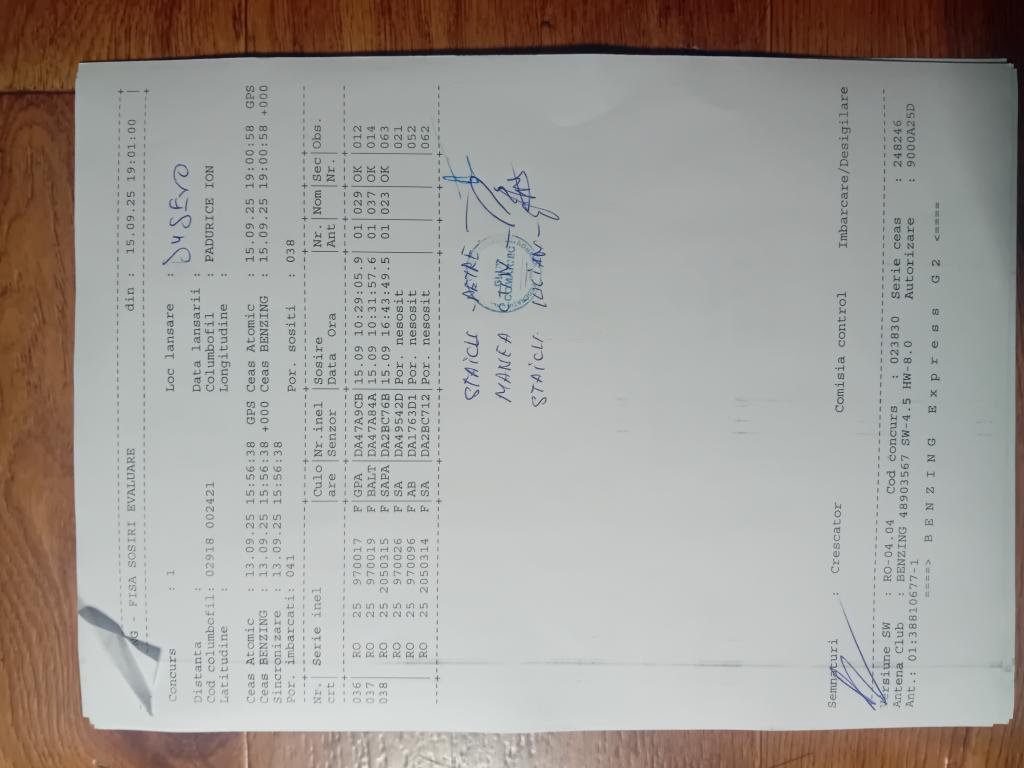 NG - FISA SOSIRI EVALUARE din : 15.09.25 19:01:00
Concurs : 1 Loc lansare :
Distanta : Data lansarii :
Cod columbofil: 02918 002421 Columbofil : PADURICE ION
Latitudine : Longitudine :
Ceas Atomic : 13.09.25 15:56:38 GPS Ceas Atomic : 15.09.25 19:00:58 GPS
Ceas BENZING : 13.09.25 15:56:38 +000 Ceas BENZING : 15.09.25 19:00:58 +000
Sincronizare : 13.09.25 15:56:38
Por. imbarcati: 041 Por. sositi : 038
Nr. | Serie inel |Culo |Nr.inel |Sosire |Nr. |Nom |Sec |Obs.
crt | |are |Senzor |Data Ora |Ant | |Nr. |
036 | RO 25 970017 F |GPA |DA47A9CB|15.09 10:29:05.9| 01 |029 |OK |012
037 | RO 25 970019 F |BALT |DA47A84A|15.09 10:31:57.6| 01 |037 |OK |014
038 | RO 25 2050315 F |SAPA |DA2BC76B|15.09 16:43:49.5| 01 |023 |OK |063
| RO 25 970026 F |SA |DA49542D|Por. nesosit | | | |021
| RO 25 970096 F |AB |DA1763D1|Por. nesosit | | | |052
| RO 25 2050314 F |SA |DA2BC712|Por. nesosit | | | |062
STAICU - PETRE
MANEA
STAICU LUCIAN -
Semnaturi : Crescator Comisia control Imbarcare/Desigilare
Versiune SW : RO-04.04 Cod concurs : 023830 Serie ceas : 248246
Antena Club : BENZING 48903567 SW-4.5 HW-8.0 Autorizare : 9000A25D
Ant.: 01:38810677-1
====> B E N Z I N G E x p r e s s G 2 <====